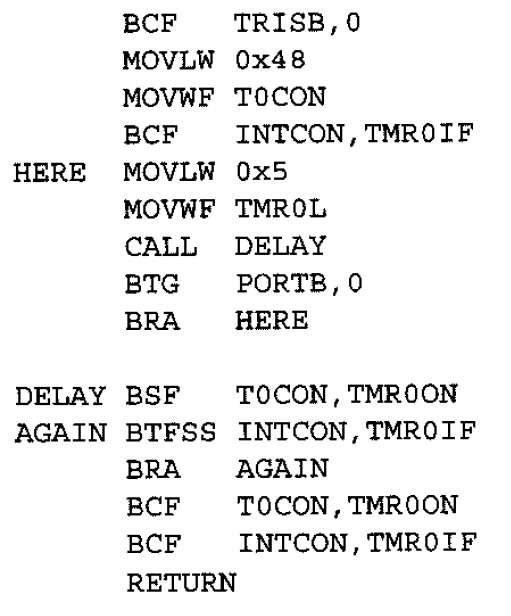 BCF TRISB,0
MOVLW 0x48
MOVWF T0CON
BCF INTCON,TMR0IF
HERE MOVLW 0x5
MOVWF TMR0L
CALL DELAY
BTG PORTB,0
BRA HERE
DELAY BSF T0CON,TMR0ON
AGAIN BTFSS INTCON,TMR0IF
BRA AGAIN
BCF T0CON,TMR0ON
BCF INTCON,TMR0IF
RETURN